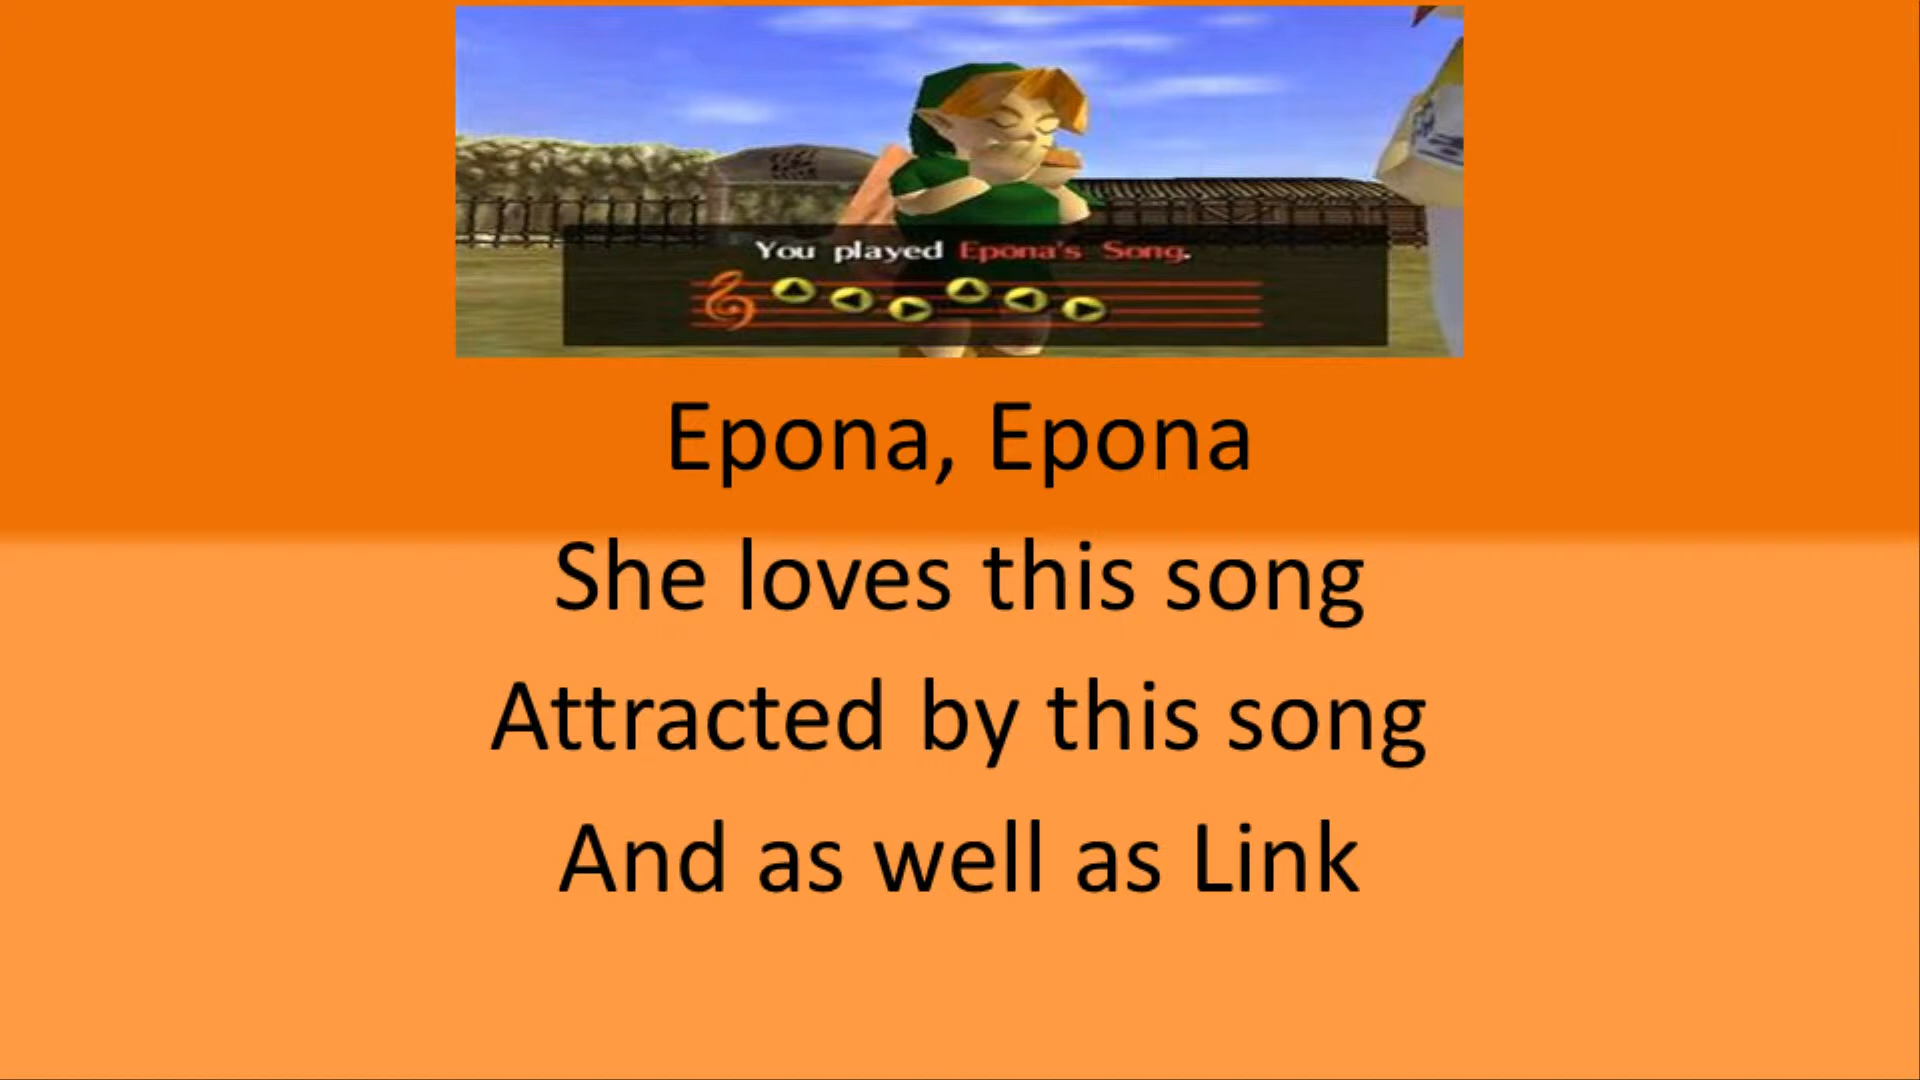 You played Epona's Song.
Epona, Epona
She loves this song
Attracted by this song
And as well as Link